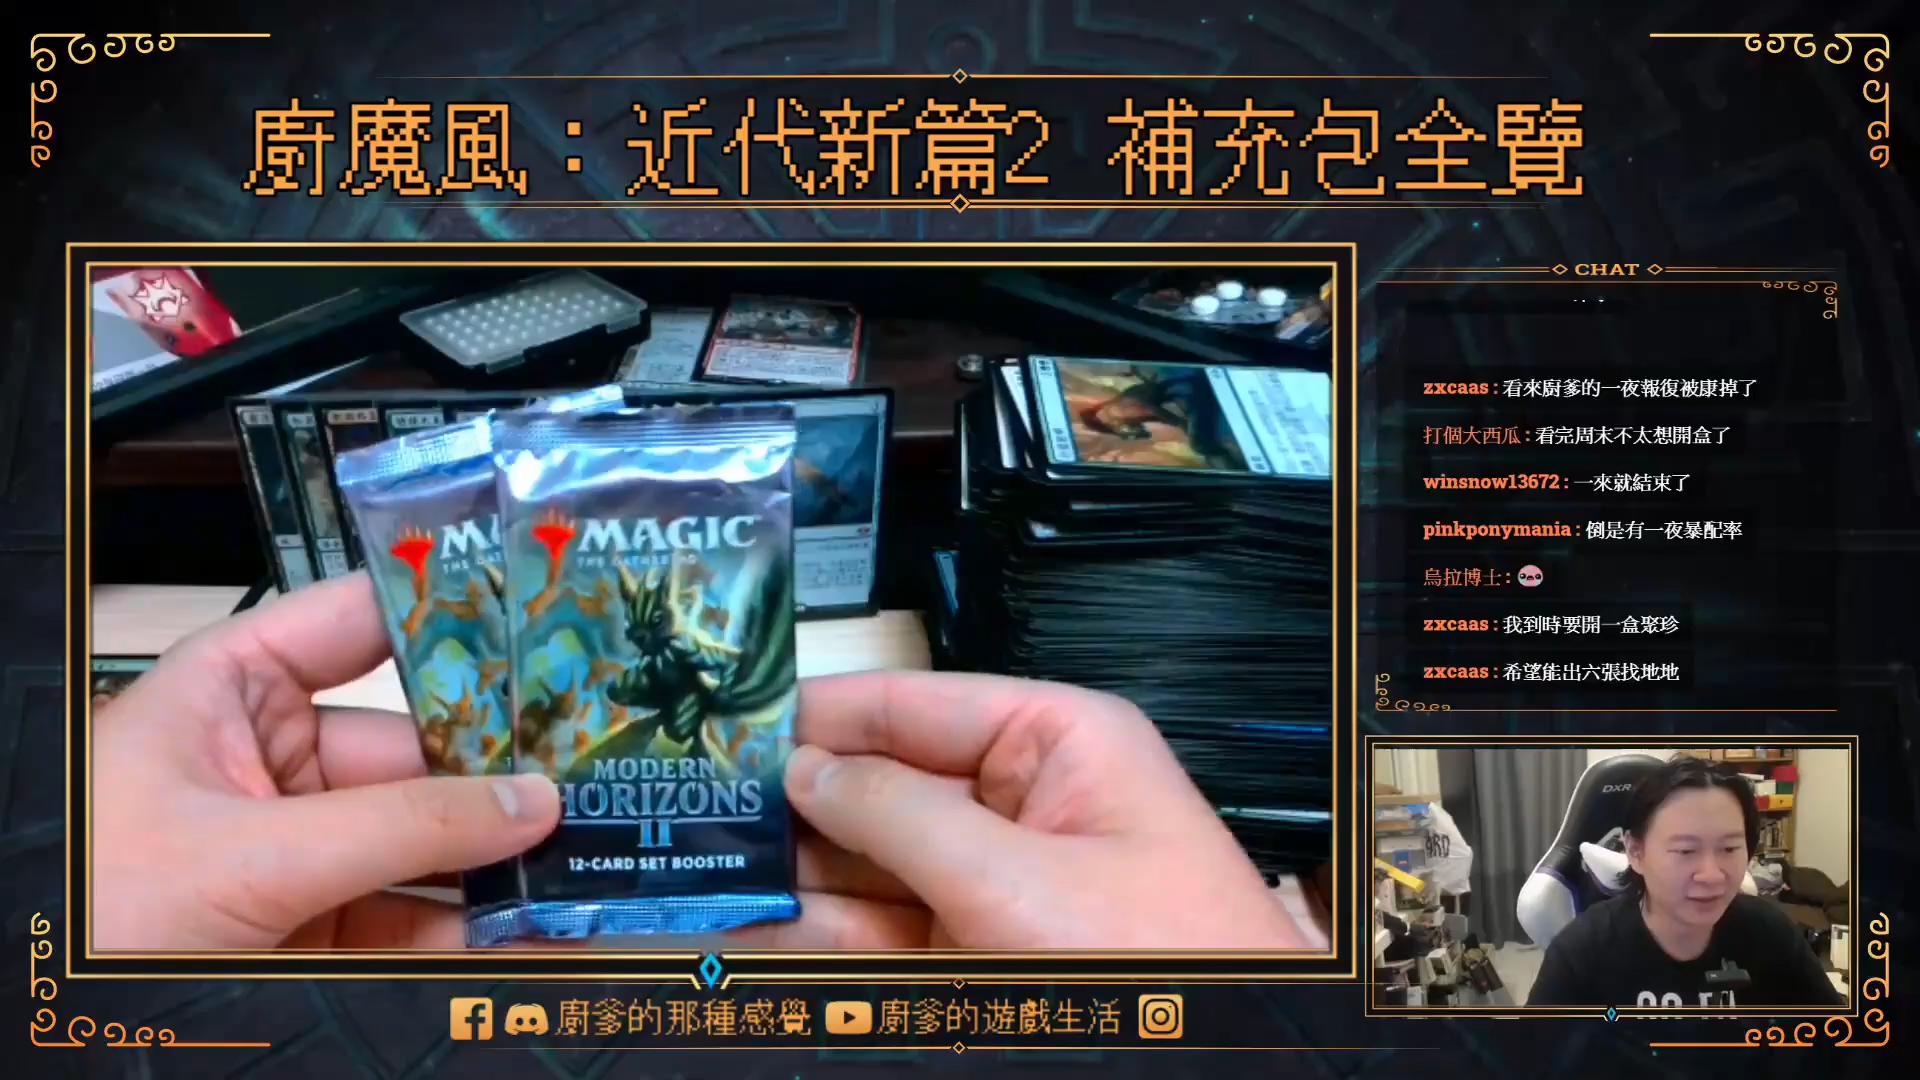 廚魔風：近代新篇2 補充包全覽
CHAT
zxcaas : 看來廚爹的一夜報復被康掉了
打個大西瓜 : 看完周末不太想開盒了
winsnow13672 : 一來就結束了
pinkponymania : 倒是有一夜暴配率
烏拉博士 :
zxcaas : 我到時要開一盒聚珍
zxcaas : 希望能出六張找地地
MAGIC
THE GATHERING
MODERN
HORIZONS
II
12-CARD SET BOOSTER
DXR
廚爹的那種感覺
廚爹的遊戲生活